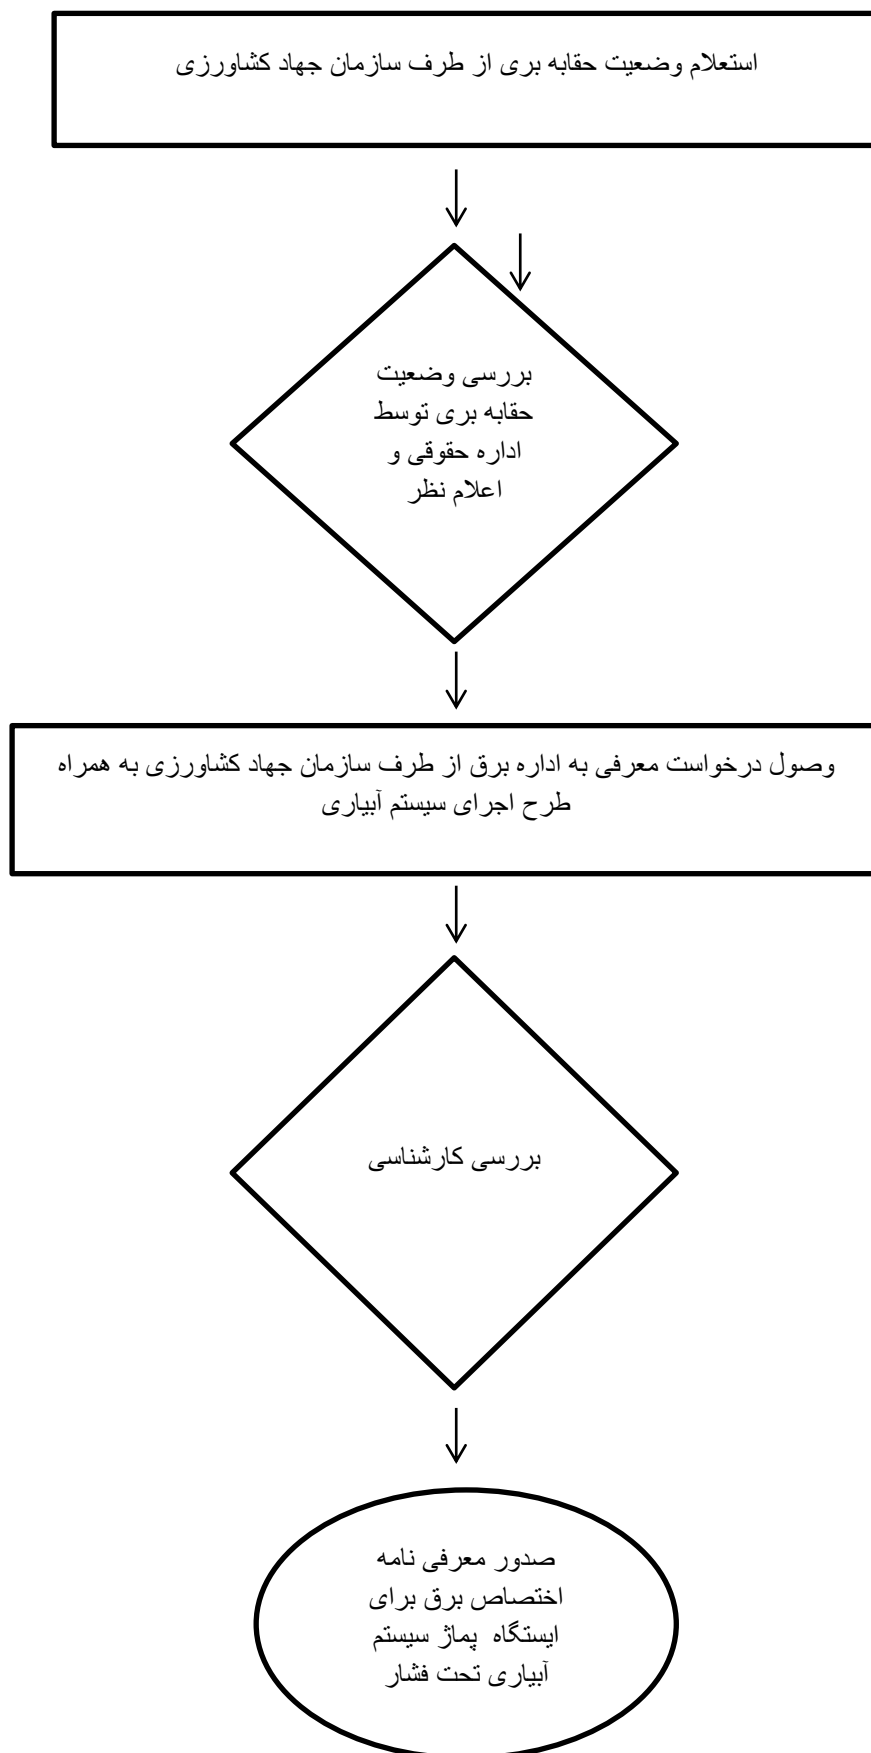 استعلام وضعیت حقابه بری از طرف سازمان جهاد کشاورزی
بررسی وضعیت
حقابه بری توسط
اداره حقوقی و
اعلام نظر
وصول درخواست معرفی به اداره برق از طرف سازمان جهاد کشاورزی به همراه
طرح اجرای سیستم آبیاری
بررسی کارشناسی
صدور معرفی نامه
اختصاص برق برای
ایستگاه پماژ سیستم
آبیاری تحت فشار